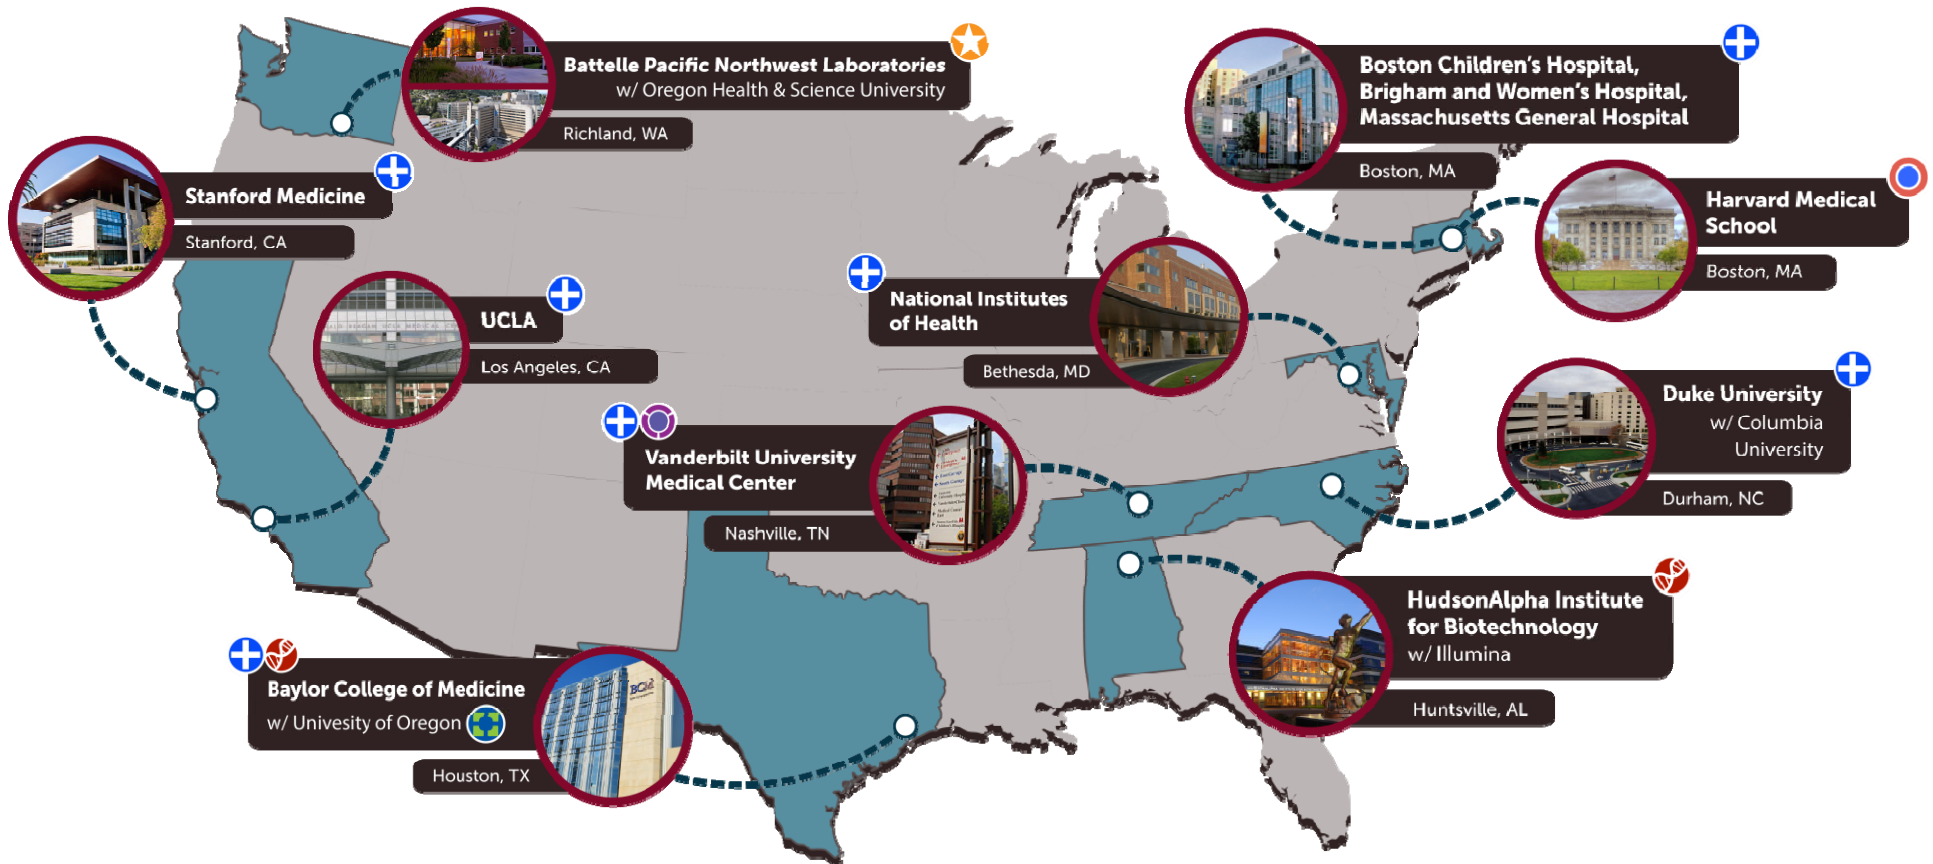 Battelle Pacific Northwest Laboratories
w/ Oregon Health & Science University
Richland, WA
Boston Children's Hospital,
Brigham and Women's Hospital,
Massachusetts General Hospital
Boston, MA
Stanford Medicine
Stanford, CA
Harvard Medical
School
Boston, MA
UCLA
Los Angeles, CA
National Institutes
of Health
Bethesda, MD
Duke University
w/ Columbia
University
Durham, NC
Vanderbilt University
Medical Center
Nashville, TN
HudsonAlpha Institute
for Biotechnology
w/ Illumina
Huntsville, AL
Baylor College of Medicine
w/ Univesity of Oregon
Houston, TX
BCM